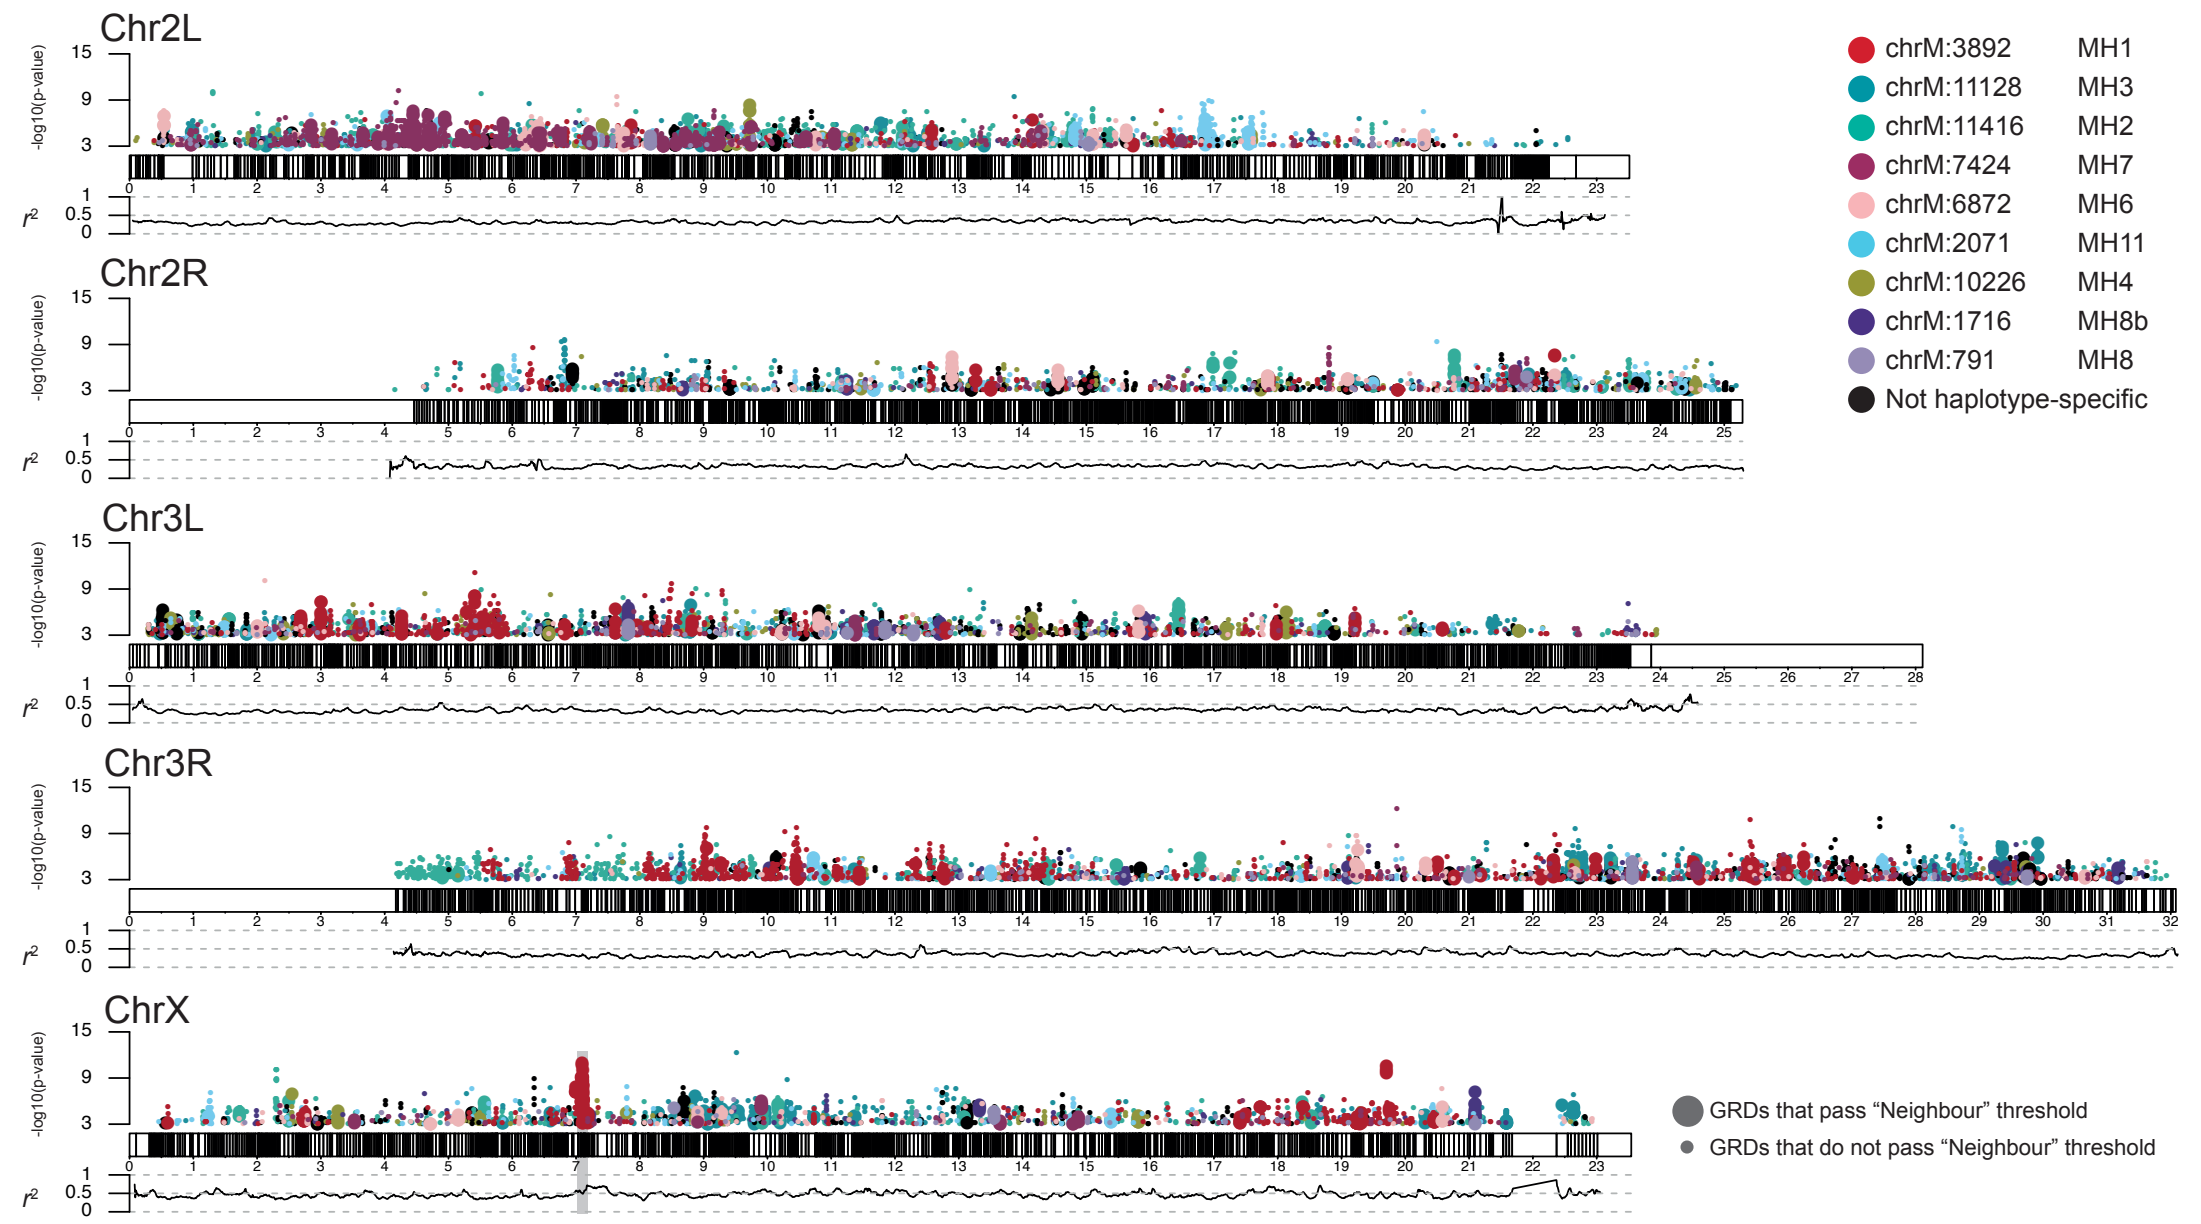 Chr2L
-log10(p-value)
15
9
3
0 1 2 3 4 5 6 7 8 9 10 11 12 13 14 15 16 17 18 19 20 21 22 23
r²
1
0.5
0
Chr2R
-log10(p-value)
15
9
3
0 1 2 3 4 5 6 7 8 9 10 11 12 13 14 15 16 17 18 19 20 21 22 23 24 25
r²
1
0.5
0
Chr3L
-log10(p-value)
15
9
3
0 1 2 3 4 5 6 7 8 9 10 11 12 13 14 15 16 17 18 19 20 21 22 23 24 25 26 27 28
r²
1
0.5
0
Chr3R
-log10(p-value)
15
9
3
0 1 2 3 4 5 6 7 8 9 10 11 12 13 14 15 16 17 18 19 20 21 22 23 24 25 26 27 28 29 30 31 32
r²
1
0.5
0
ChrX
-log10(p-value)
15
9
3
0 1 2 3 4 5 6 7 8 9 10 11 12 13 14 15 16 17 18 19 20 21 22 23
r²
1
0.5
0
chrM:3892 MH1
chrM:11128 MH3
chrM:11416 MH2
chrM:7424 MH7
chrM:6872 MH6
chrM:2071 MH11
chrM:10226 MH4
chrM:1716 MH8b
chrM:791 MH8
Not haplotype-specific
GRDs that pass “Neighbour” threshold
GRDs that do not pass “Neighbour” threshold